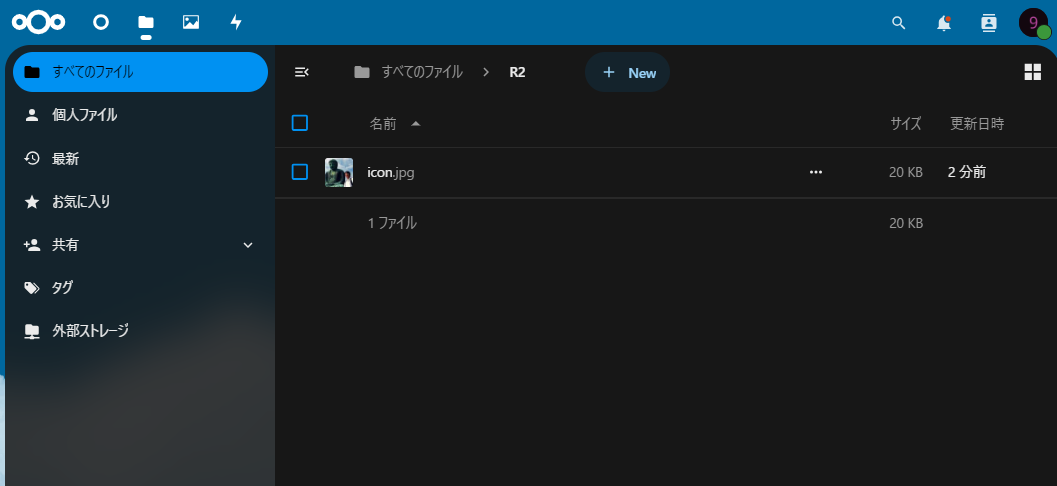 9
すべてのファイル
個人ファイル
最新
お気に入り
共有
タグ
外部ストレージ
すべてのファイル R2 New
名前 サイズ 更新日時
icon.jpg 20 KB 2 分前
1 ファイル 20 KB